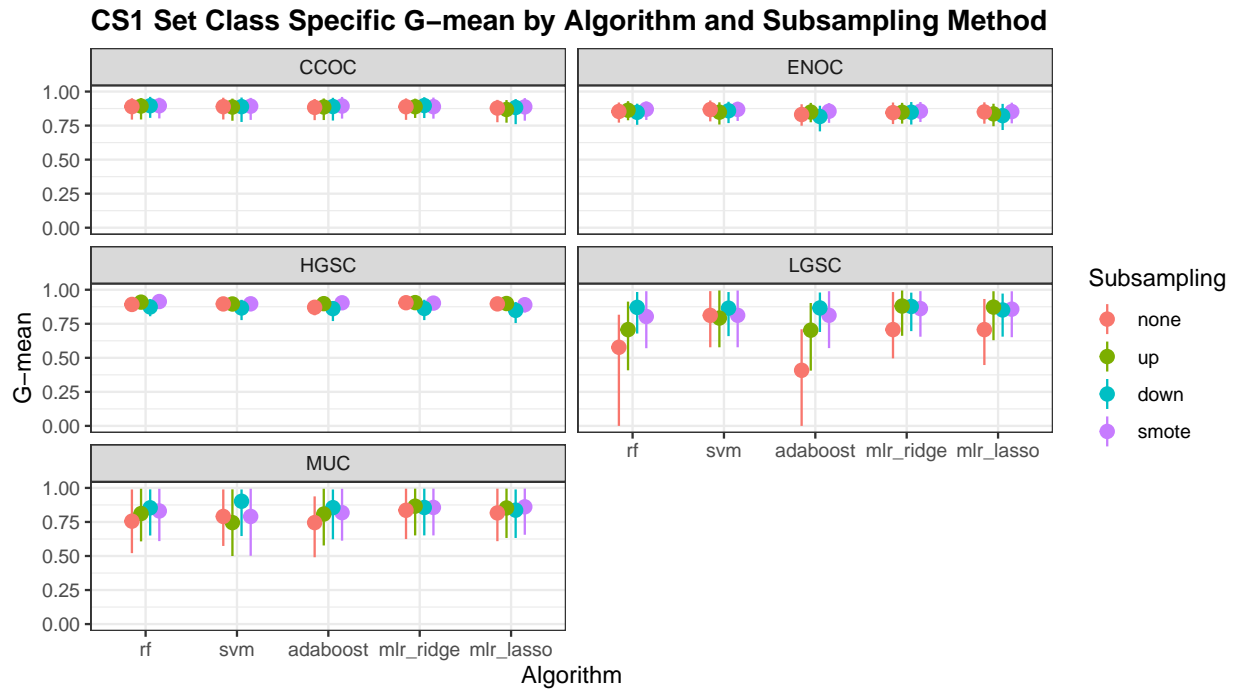 CS1 Set Class Specific G−mean by Algorithm and Subsampling Method
CCOC
ENOC
1.00
0.75
0.50
0.25
0.00
HGSC
LGSC
1.00
0.75
0.50
0.25
0.00
rf svm adaboost mlr_ridge mlr_lasso
MUC
1.00
0.75
0.50
0.25
0.00
rf svm adaboost mlr_ridge mlr_lasso
Algorithm
G−mean
Subsampling
none
up
down
smote